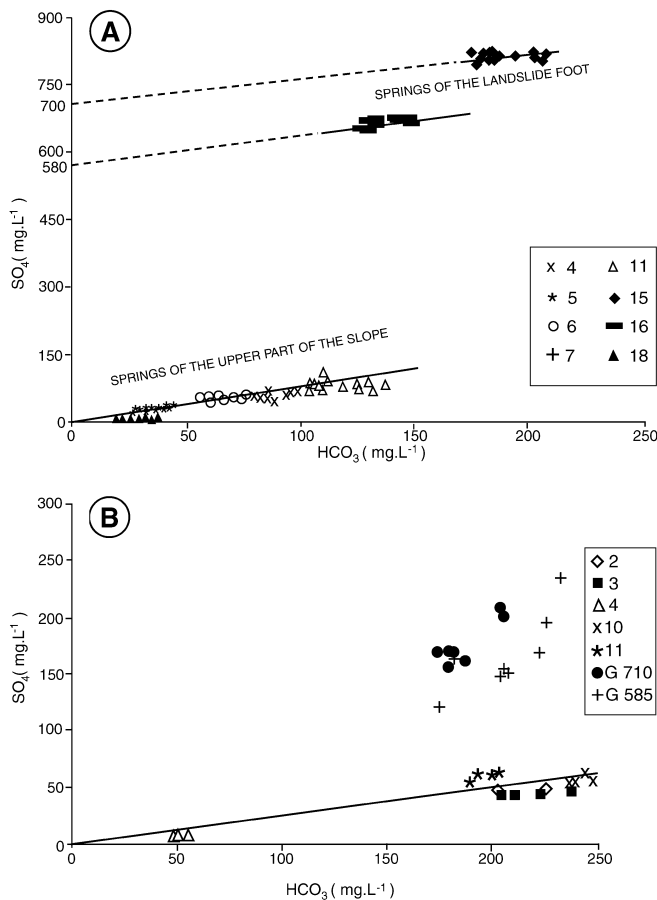 A
900
750
700
600
580
450
300
150
0
SO4( mg.L-1 )
SPRINGS OF THE LANDSLIDE FOOT
SPRINGS OF THE UPPER PART OF THE SLOPE
4 11
5 15
6 16
7 18
0 50 100 150 200 250
HCO3 ( mg.L-1 )
B
300
250
200
150
100
50
0
SO4( mg.L-1 )
2
3
4
10
11
G 710
G 585
0 50 100 150 200 250
HCO3 ( mg.L-1 )